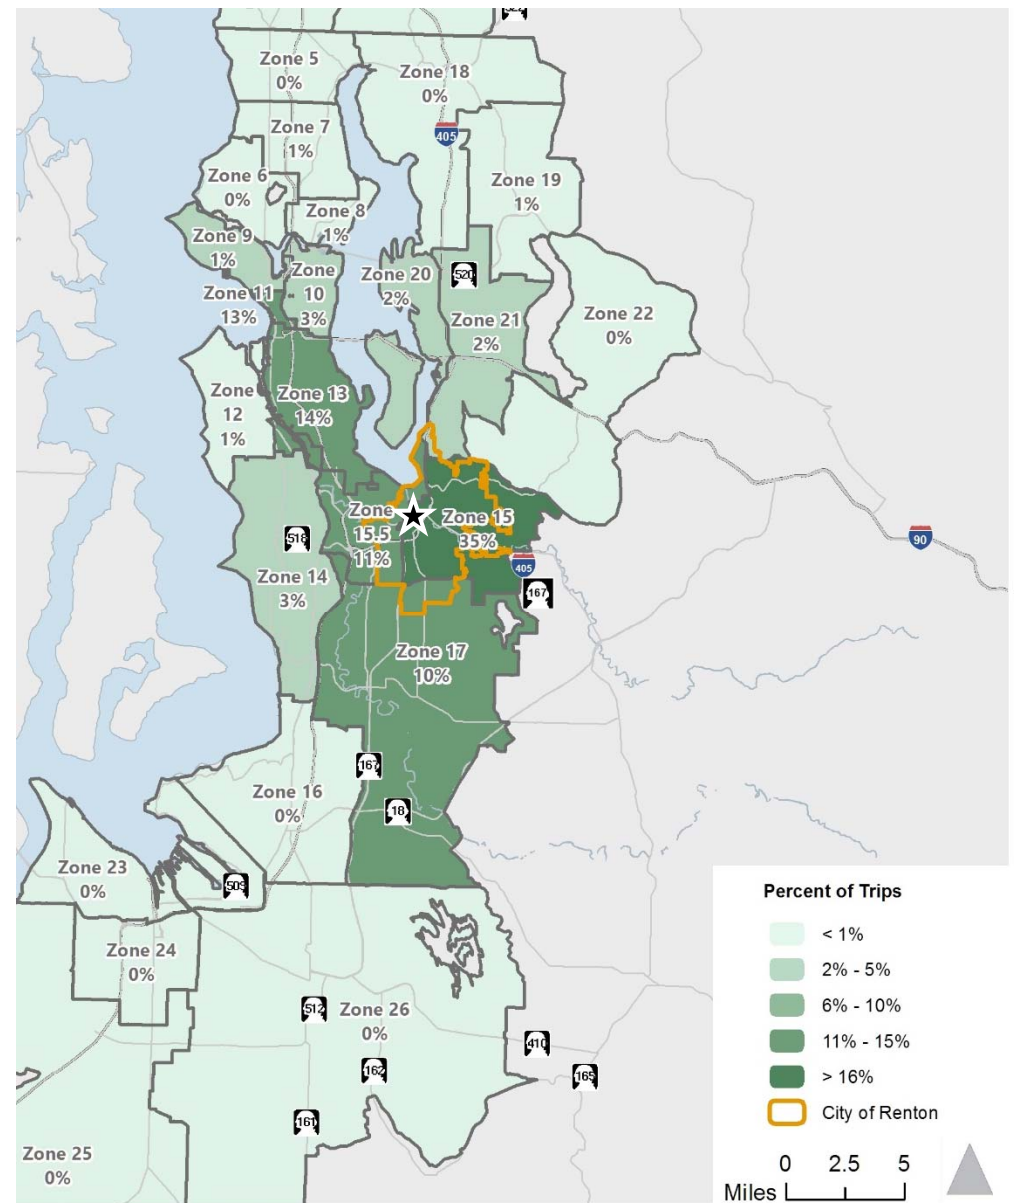 522
Zone 5
0%
Zone 18
0%
405
Zone 7
1%
Zone 6
0%
Zone 19
1%
Zone 8
1%
Zone 9
1%
Zone
10
3%
Zone 20
2%
520
Zone 11
13%
Zone 21
2%
Zone 22
0%
Zone
12
1%
Zone 13
14%
Zone
15.5
11%
Zone 15
35%
518
90
405
Zone 14
3%
167
Zone 17
10%
167
Zone 16
0%
18
Zone 23
0%
509
Zone 24
0%
512
Zone 26
0%
410
162
165
161
Zone 25
0%
Percent of Trips
< 1%
2% - 5%
6% - 10%
11% - 15%
> 16%
City of Renton
0 2.5 5
Miles